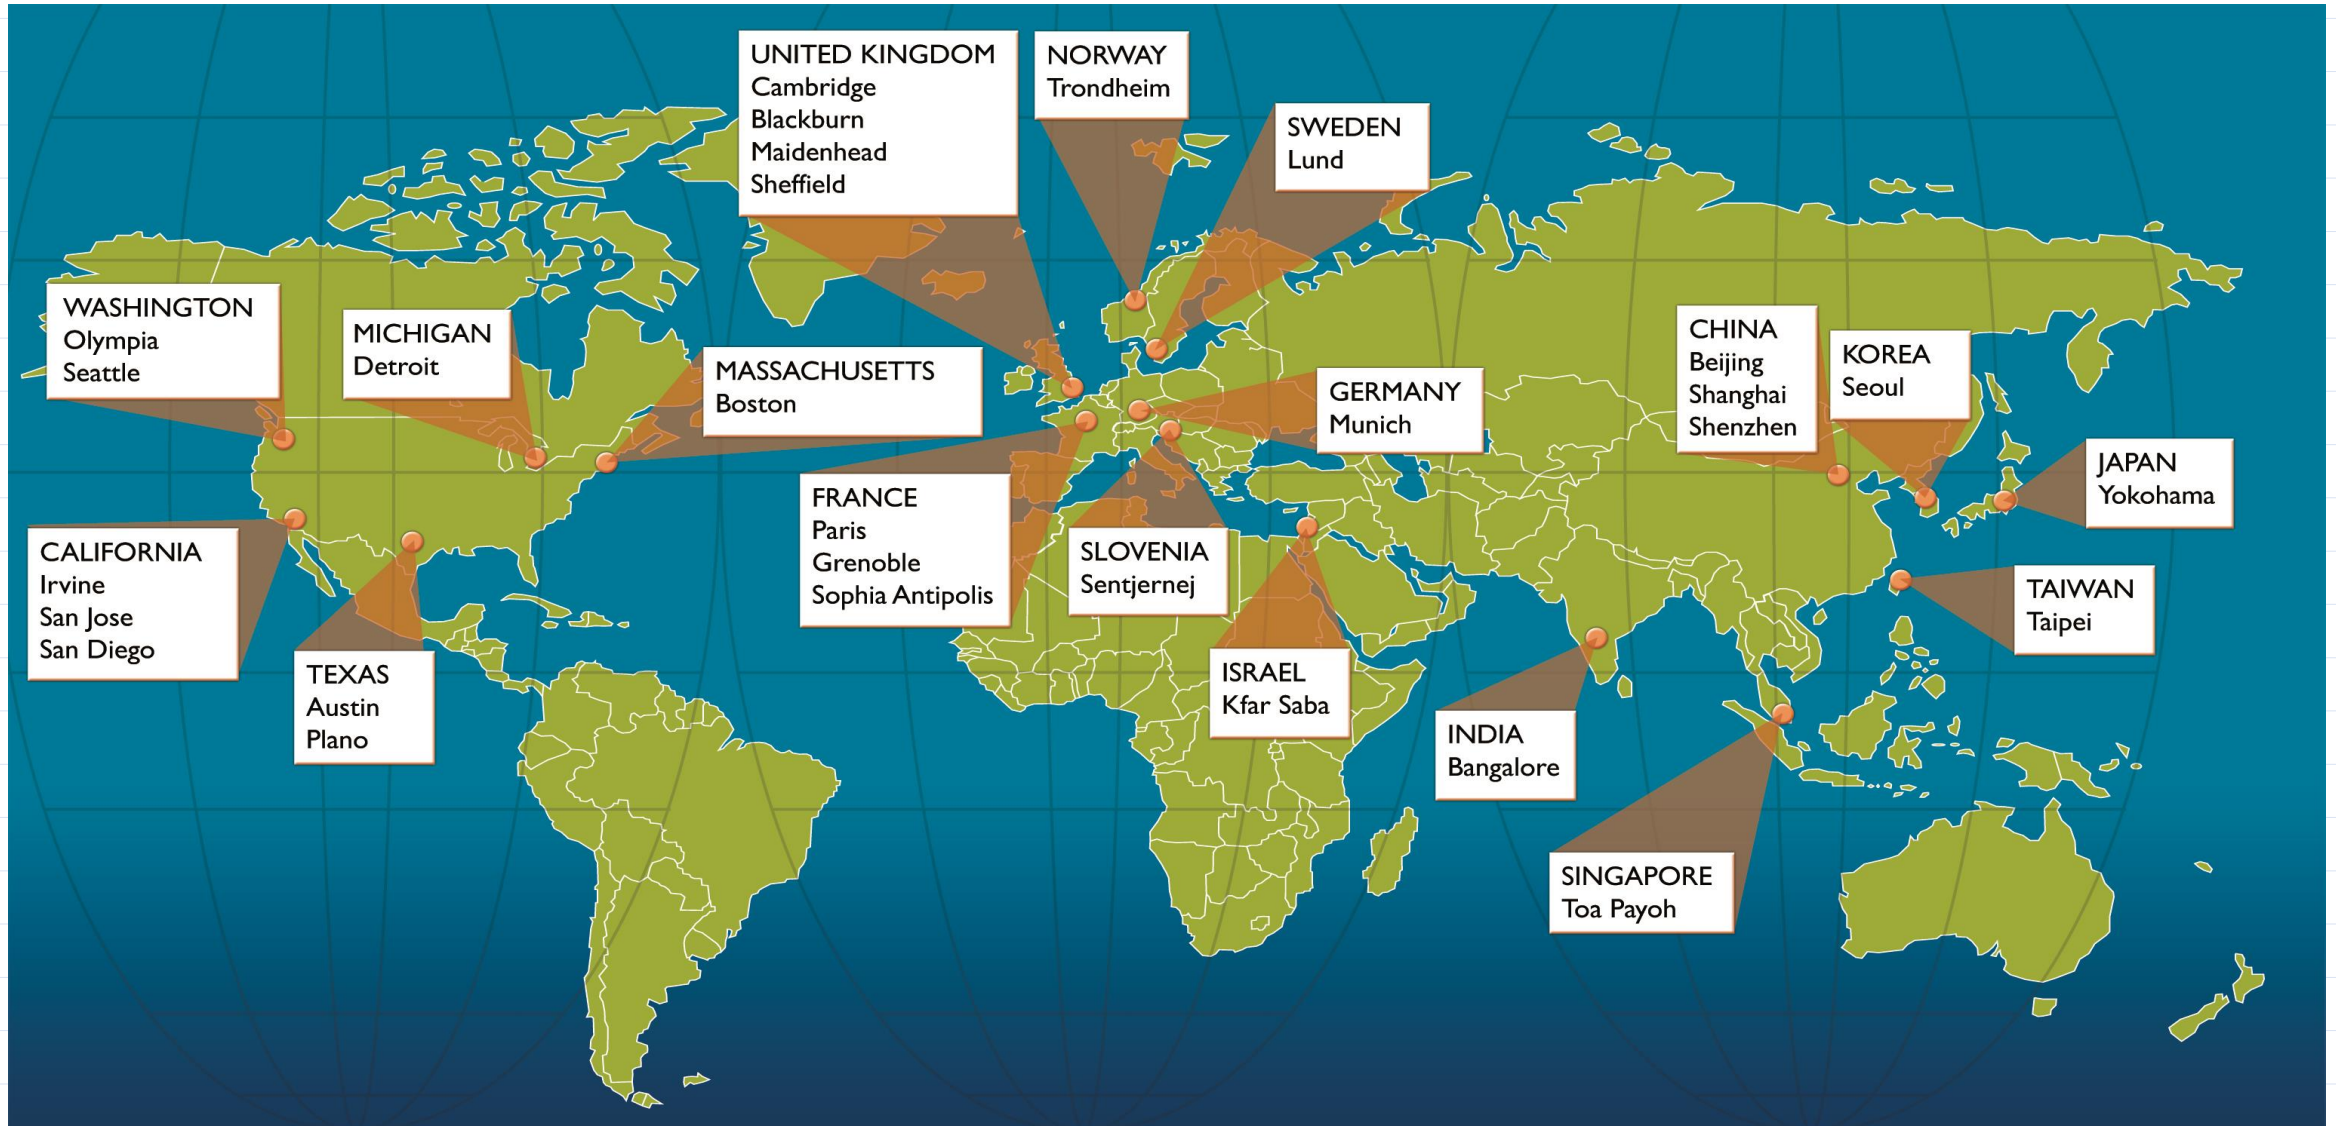 UNITED KINGDOM
Cambridge
Blackburn
Maidenhead
Sheffield
NORWAY
Trondheim
SWEDEN
Lund
WASHINGTON
Olympia
Seattle
MICHIGAN
Detroit
MASSACHUSETTS
Boston
GERMANY
Munich
CHINA
Beijing
Shanghai
Shenzhen
KOREA
Seoul
JAPAN
Yokohama
CALIFORNIA
Irvine
San Jose
San Diego
TEXAS
Austin
Plano
FRANCE
Paris
Grenoble
Sophia Antipolis
SLOVENIA
Sentjernej
ISRAEL
Kfar Saba
TAIWAN
Taipei
INDIA
Bangalore
SINGAPORE
Toa Payoh